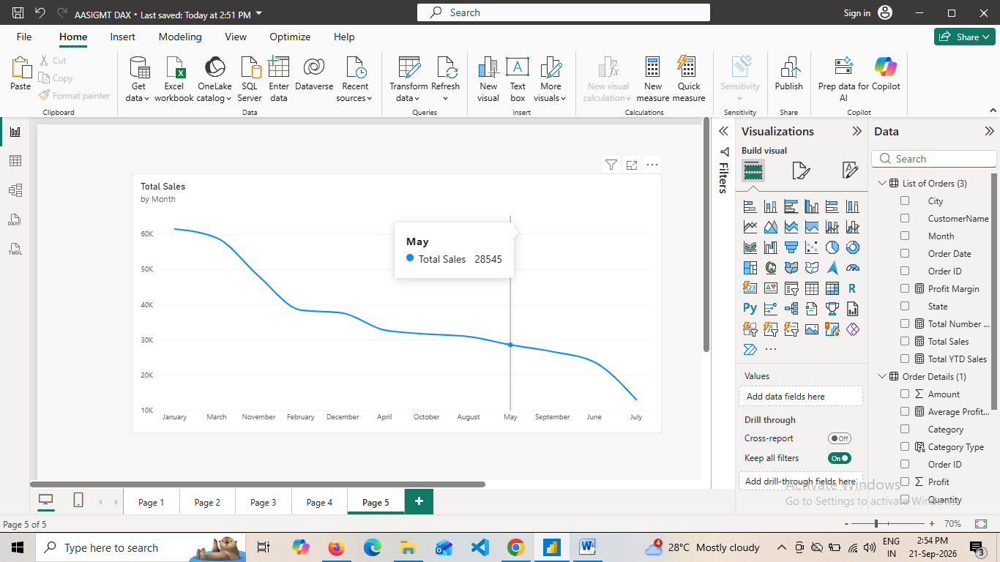 AASIGMT DAX • Last saved: Today at 2:51 PM
Search
Sign in
File
Home
Insert
Modeling
View
Optimize
Help
Share
Paste
Cut
Copy
Format painter
Clipboard
Get data
Excel workbook
OneLake catalog
SQL Server
Enter data
Dataverse
Recent sources
Data
Transform data
Refresh
Queries
New visual
Text box
More visuals
Insert
New visual calculation
New measure
Quick measure
Calculations
Sensitivity
Sensitivity
Publish
Share
Prep data for AI
Copilot
Copilot
Total Sales
by Month
60K
50K
40K
30K
20K
10K
January
March
November
February
December
April
October
August
May
September
June
July
May
Total Sales 28545
Filters
Visualizations
Build visual
Values
Add data fields here
Drill through
Cross-report
Off
Keep all filters
On
Add drill-through fields here
Data
Search
List of Orders (3)
City
CustomerName
Month
Order Date
Order ID
Profit Margin
State
Total Number ...
Total Sales
Total YTD Sales
Order Details (1)
Amount
Average Profit...
Category
Category Type
Order ID
Profit
Quantity
Activate Windows
Go to Settings to activate Windows.
Page 1
Page 2
Page 3
Page 4
Page 5
Page 5 of 5
- + 70%
Type here to search
28°C Mostly cloudy
ENG
IN
2:54 PM
21-Sep-2026
3
DAX
TMDL
123
R
Py
4